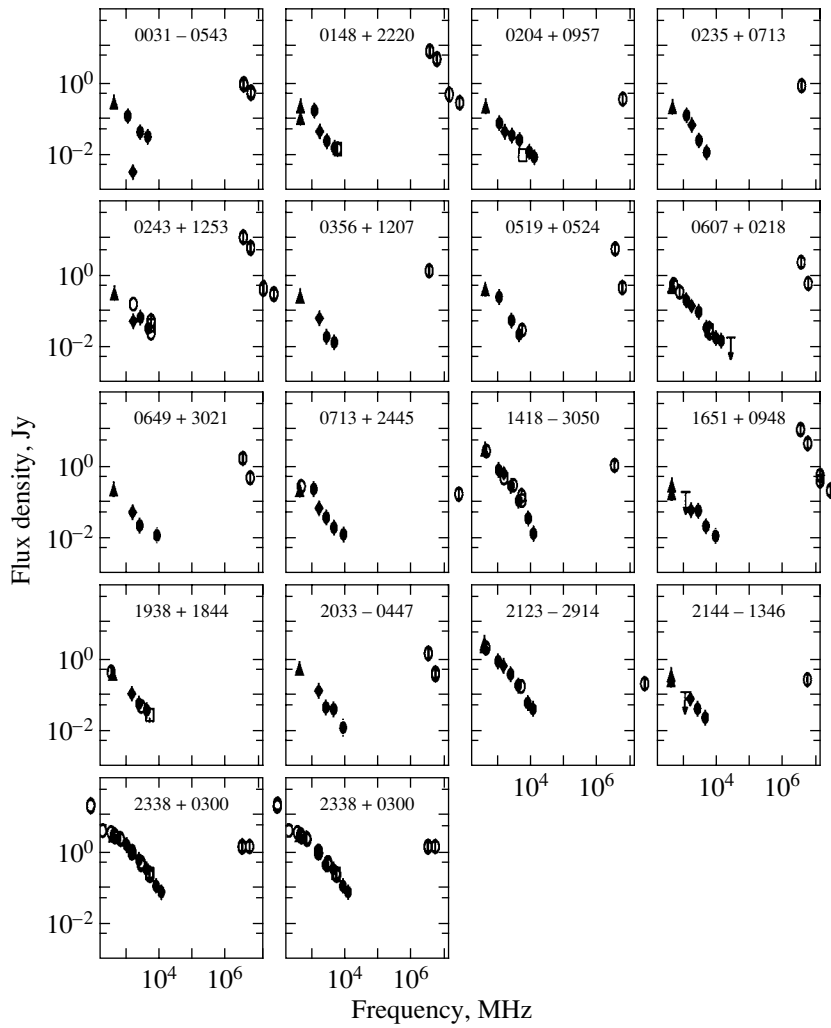 0031 – 0543 0148 + 2220 0204 + 0957 0235 + 0713
10^0
10^-2
0243 + 1253 0356 + 1207 0519 + 0524 0607 + 0218
10^0
10^-2
0649 + 3021 0713 + 2445 1418 – 3050 1651 + 0948
10^0
10^-2
Flux density, Jy
1938 + 1844 2033 – 0447 2123 – 2914 2144 – 1346
10^0
10^-2
10^4 10^6 10^4 10^6
2338 + 0300 2338 + 0300
10^0
10^-2
10^4 10^6 10^4 10^6
Frequency, MHz